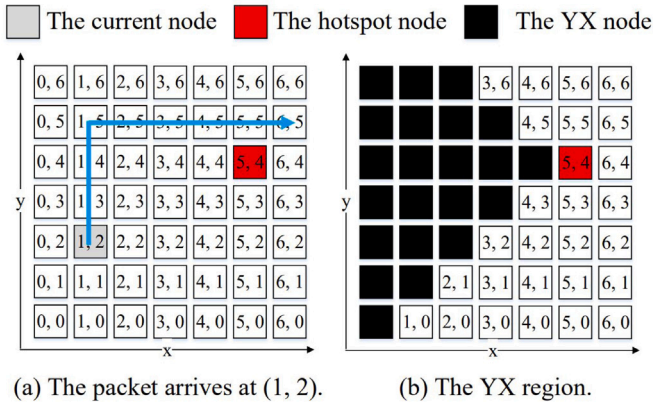 The current node
The hotspot node
The YX node
0, 6 1, 6 2, 6 3, 6 4, 6 5, 6 6, 6
0, 5 1, 5 2, 5 3, 5 4, 5 5, 5 6, 5
0, 4 1, 4 2, 4 3, 4 4, 4 5, 4 6, 4
0, 3 1, 3 2, 3 3, 3 4, 3 5, 3 6, 3
y
0, 2 1, 2 2, 2 3, 2 4, 2 5, 2 6, 2
0, 1 1, 1 2, 1 3, 1 4, 1 5, 1 6, 1
0, 0 1, 0 2, 0 3, 0 4, 0 5, 0 6, 0
x
(a) The packet arrives at (1, 2).
3, 6 4, 6 5, 6 6, 6
4, 5 5, 5 6, 5
5, 4 6, 4
4, 3 5, 3 6, 3
y
3, 2 4, 2 5, 2 6, 2
2, 1 3, 1 4, 1 5, 1 6, 1
1, 0 2, 0 3, 0 4, 0 5, 0 6, 0
x
(b) The YX region.